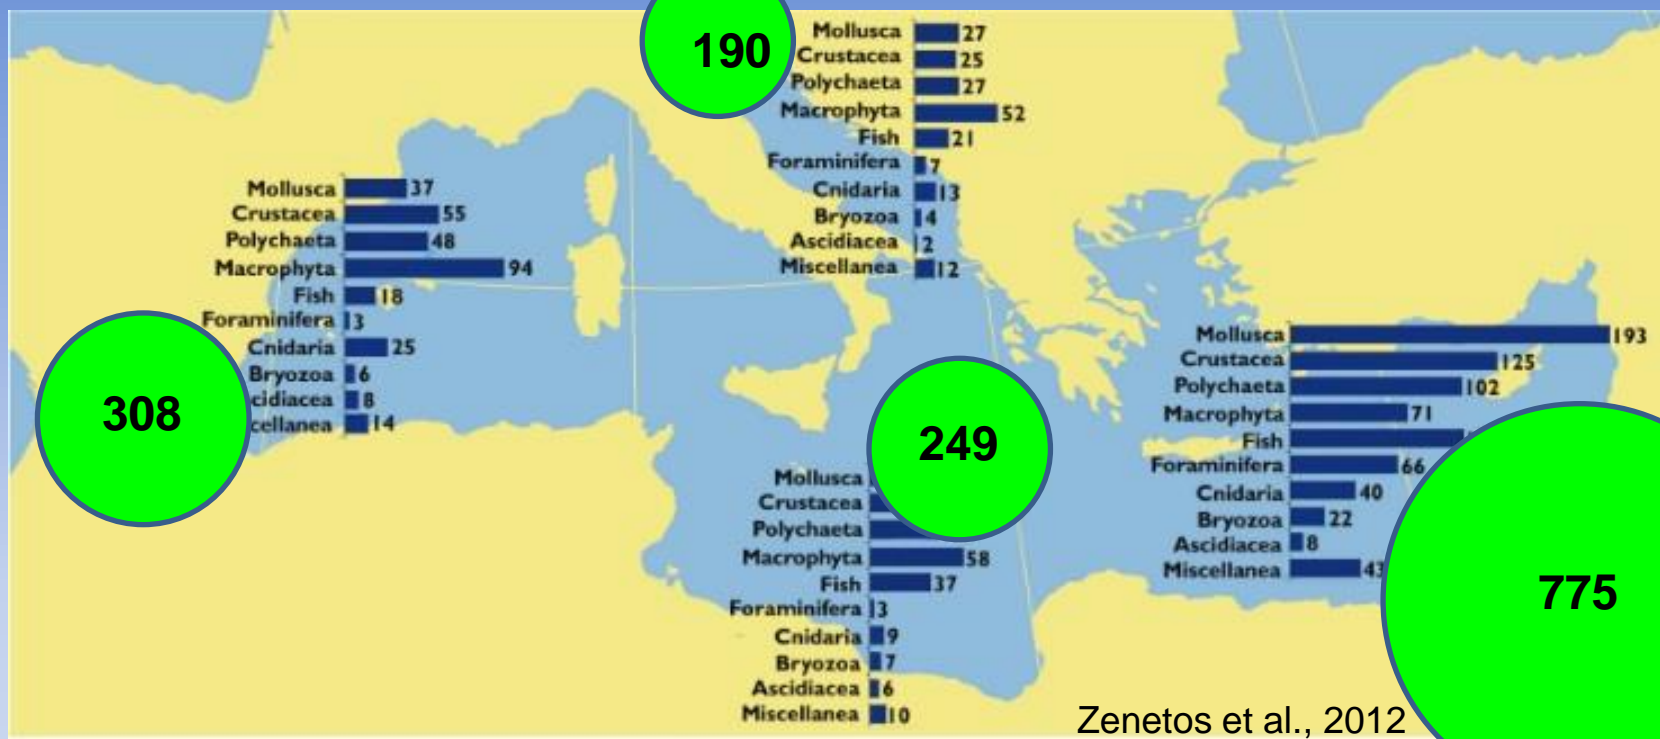 190
Mollusca 27
Crustacea 25
Polychaeta 27
Macrophyta 52
Fish 21
Foraminifera 7
Cnidaria 13
Bryozoa 4
Ascidiacea 2
Miscellanea 12
Mollusca 37
Crustacea 55
Polychaeta 48
Macrophyta 94
Fish 18
Foraminifera 3
Cnidaria 25
Bryozoa 6
cidiacea 8
cellanea 14
308
249
Mollusca
Crustacea
Polychaeta
Macrophyta 58
Fish 37
Foraminifera 3
Cnidaria 9
Bryozoa 7
Ascidiacea 6
Miscellanea 10
Mollusca 193
Crustacea 125
Polychaeta 102
Macrophyta 71
Fish
Foraminifera 66
Cnidaria 40
Bryozoa 22
Ascidiacea 8
Miscellanea 43
775
Zenetos et al., 2012